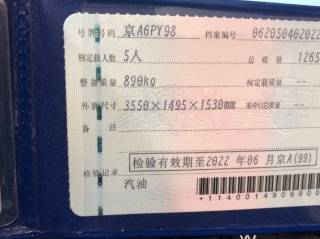 号牌号码 京A6PY98 档案编号 062050402022
核定载人数 5人 总质量 1265
整备质量 890kg 核定载质量
外廓尺寸 3550×1495×1530mm 准牵引总质量
备注
检验有效期至2022 年06 月京A(99)
检验记录
汽油